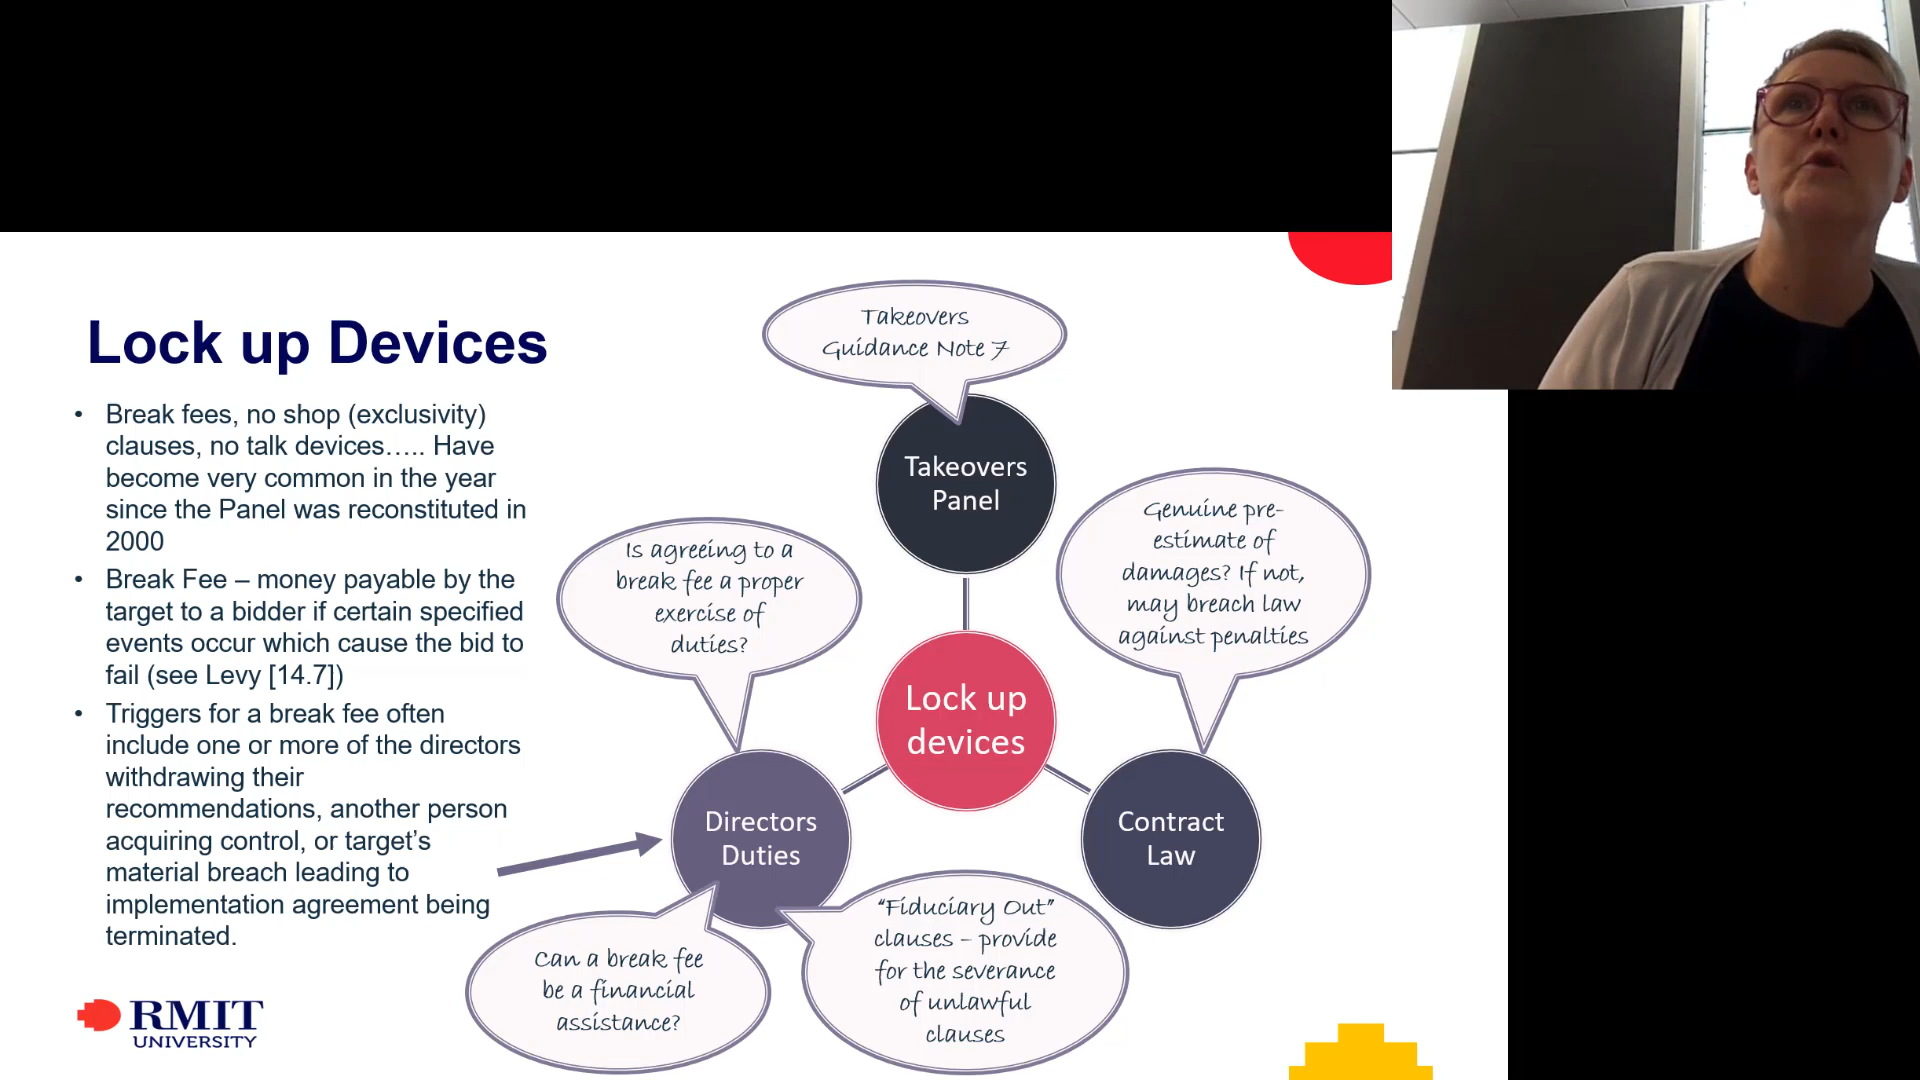 Lock up Devices
• Break fees, no shop (exclusivity)
clauses, no talk devices….. Have
become very common in the year
since the Panel was reconstituted in
2000
• Break Fee – money payable by the
target to a bidder if certain specified
events occur which cause the bid to
fail (see Levy [14.7])
• Triggers for a break fee often
include one or more of the directors
withdrawing their
recommendations, another person
acquiring control, or target’s
material breach leading to
implementation agreement being
terminated.
Takeovers
Guidance Note 7
Takeovers
Panel
Is agreeing to a
break fee a proper
exercise of
duties?
Genuine pre-
estimate of
damages? If not,
may breach law
against penalties
Lock up
devices
Directors
Duties
Contract
Law
Can a break fee
be a financial
assistance?
“Fiduciary Out”
clauses – provide
for the severance
of unlawful
clauses
RMIT
UNIVERSITY